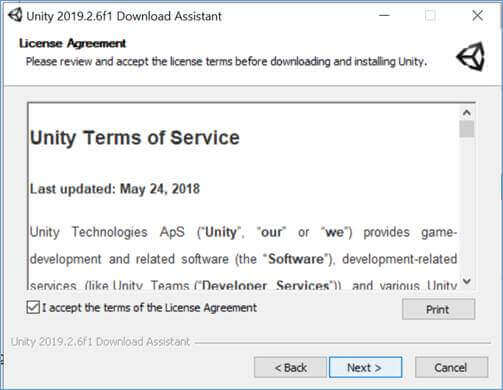 Unity 2019.2.6f1 Download Assistant
License Agreement
Please review and accept the license terms before downloading and installing Unity.
Unity Terms of Service
Last updated: May 24, 2018
Unity Technologies ApS (“Unity”, “our” or “we”) provides game-
development and related software (the “Software”), development-related
services (like Unity Teams (“Developer Services”)), and various Unity
I accept the terms of the License Agreement
Print
Unity 2019.2.6f1 Download Assistant
< Back
Next >
Cancel